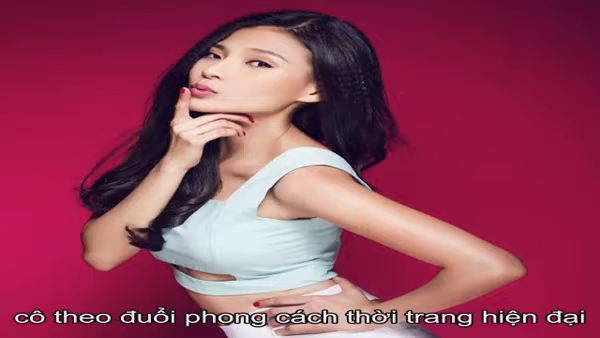 cô theo đuổi phong cách thời trang hiện đại